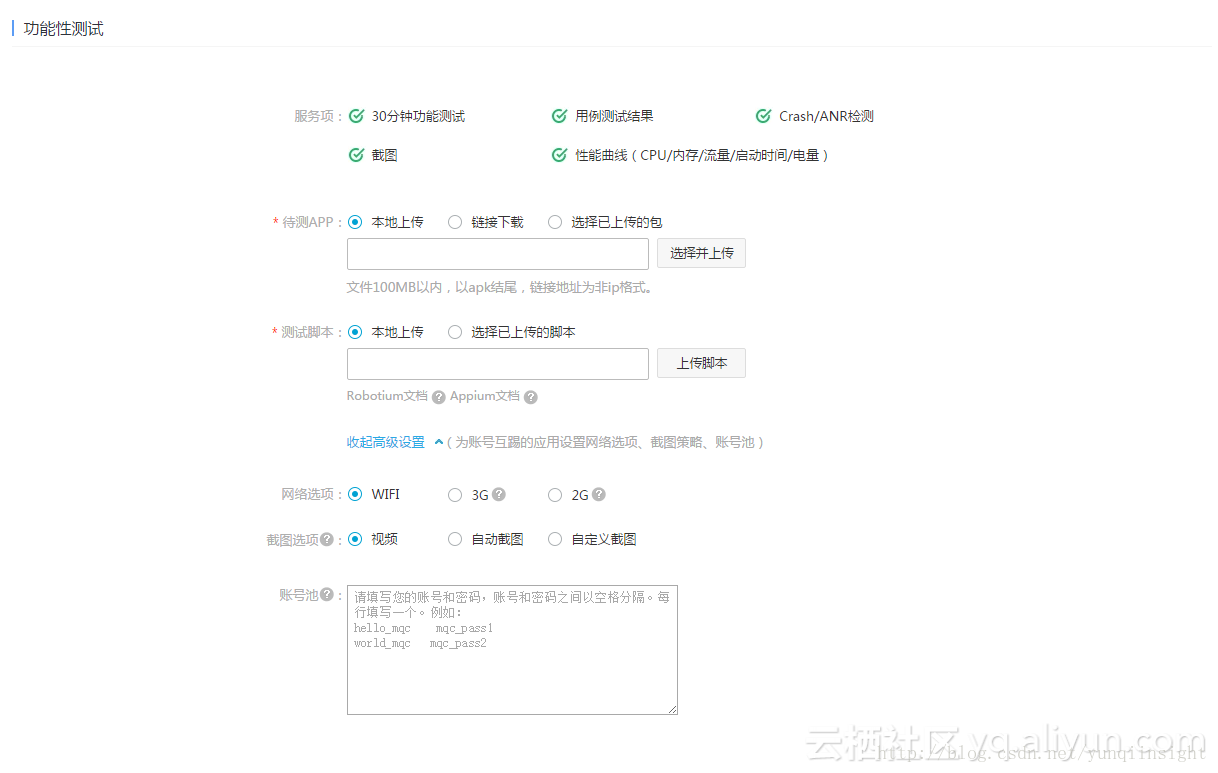 功能性测试
服务项： 30分钟功能测试 用例测试结果 Crash/ANR检测
截图 性能曲线（CPU/内存/流量/启动时间/电量）
* 待测APP： 本地上传 链接下载 选择已上传的包
选择并上传
文件100MB以内，以apk结尾，链接地址为非ip格式。
* 测试脚本： 本地上传 选择已上传的脚本
上传脚本
Robotium文档 ? Appium文档 ?
收起高级设置 （为账号互踢的应用设置网络选项、截图策略、账号池）
网络选项： WIFI 3G ? 2G ?
截图选项 ?： 视频 自动截图 自定义截图
账号池 ?： 请填写您的账号和密码，账号和密码之间以空格分隔。每
行填写一个。例如：
hello_mqc mqc_pass1
world_mqc mqc_pass2
云栖社区 yq.aliyun.com
http://blog.csdn.net/yunqiinsight